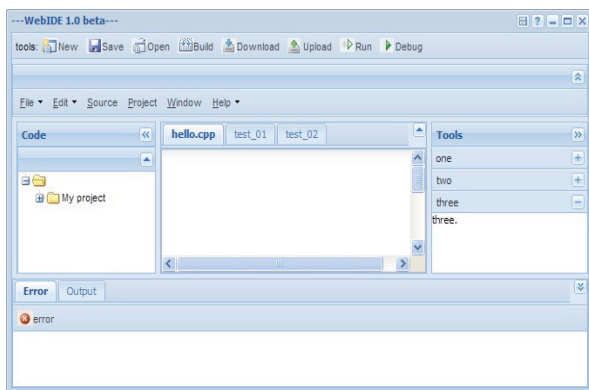 ---WebIDE 1.0 beta---
tools: New Save Open Build Download Upload Run Debug
File Edit Source Project Window Help
Code
hello.cpp test_01 test_02
Tools
one
two
three
three.
My project
Error Output
error